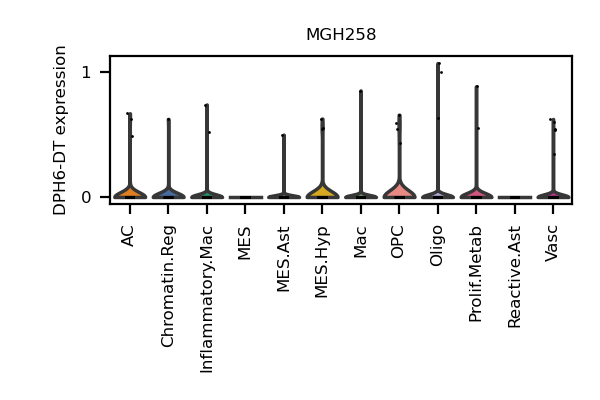 MGH258
DPH6-DT expression
1
0
AC
Chromatin.Reg
Inflammatory.Mac
MES
MES.Ast
MES.Hyp
Mac
OPC
Oligo
Prolif.Metab
Reactive.Ast
Vasc